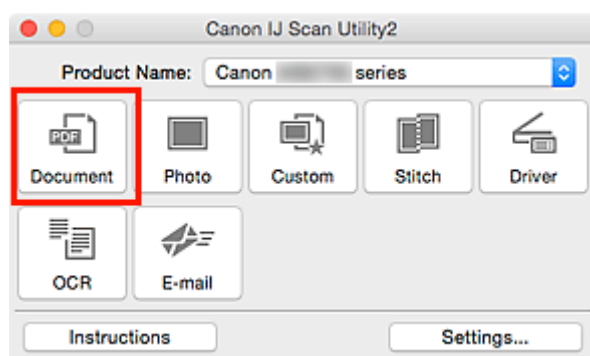 Canon IJ Scan Utility2
Product Name: Canon series
PDF
Document Photo Custom Stitch Driver
OCR E-mail
Instructions Settings...